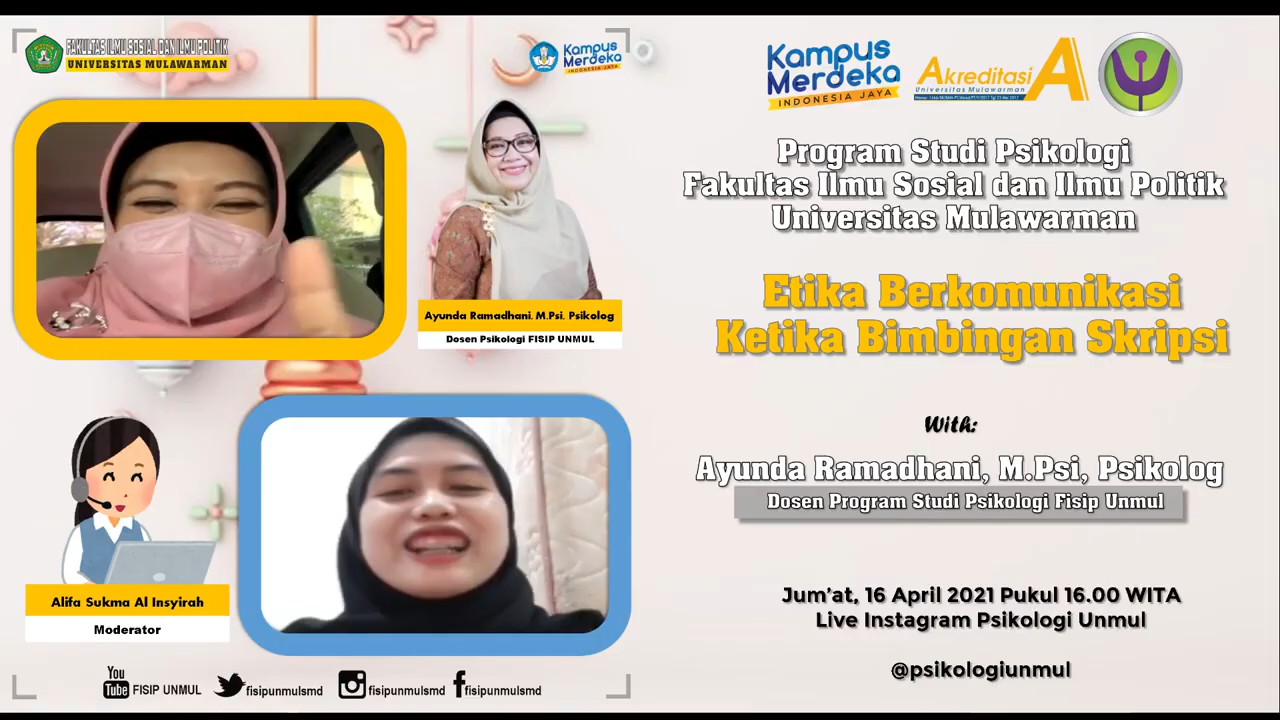 FAKULTAS ILMU SOSIAL DAN ILMU POLITIK
UNIVERSITAS MULAWARMAN
Kampus
Merdeka
INDONESIA JAYA
Ayunda Ramadhani, M.Psi, Psikolog
Dosen Psikologi FISIP UNMUL
Alifa Sukma Al Insyirah
Moderator
You
Tube FISIP UNMUL
fisipunmulsmd
fisipunmulsmd
fisipunmulsmd
Kampus
Merdeka
INDONESIA JAYA
Akreditasi A
Universitas Mulawarman
Program Studi Psikologi
Fakultas Ilmu Sosial dan Ilmu Politik
Universitas Mulawarman
Etika Berkomunikasi
Ketika Bimbingan Skripsi
With:
Ayunda Ramadhani, M.Psi, Psikolog
Dosen Program Studi Psikologi Fisip Unmul
Jum'at, 16 April 2021 Pukul 16.00 WITA
Live Instagram Psikologi Unmul
@psikologiunmul